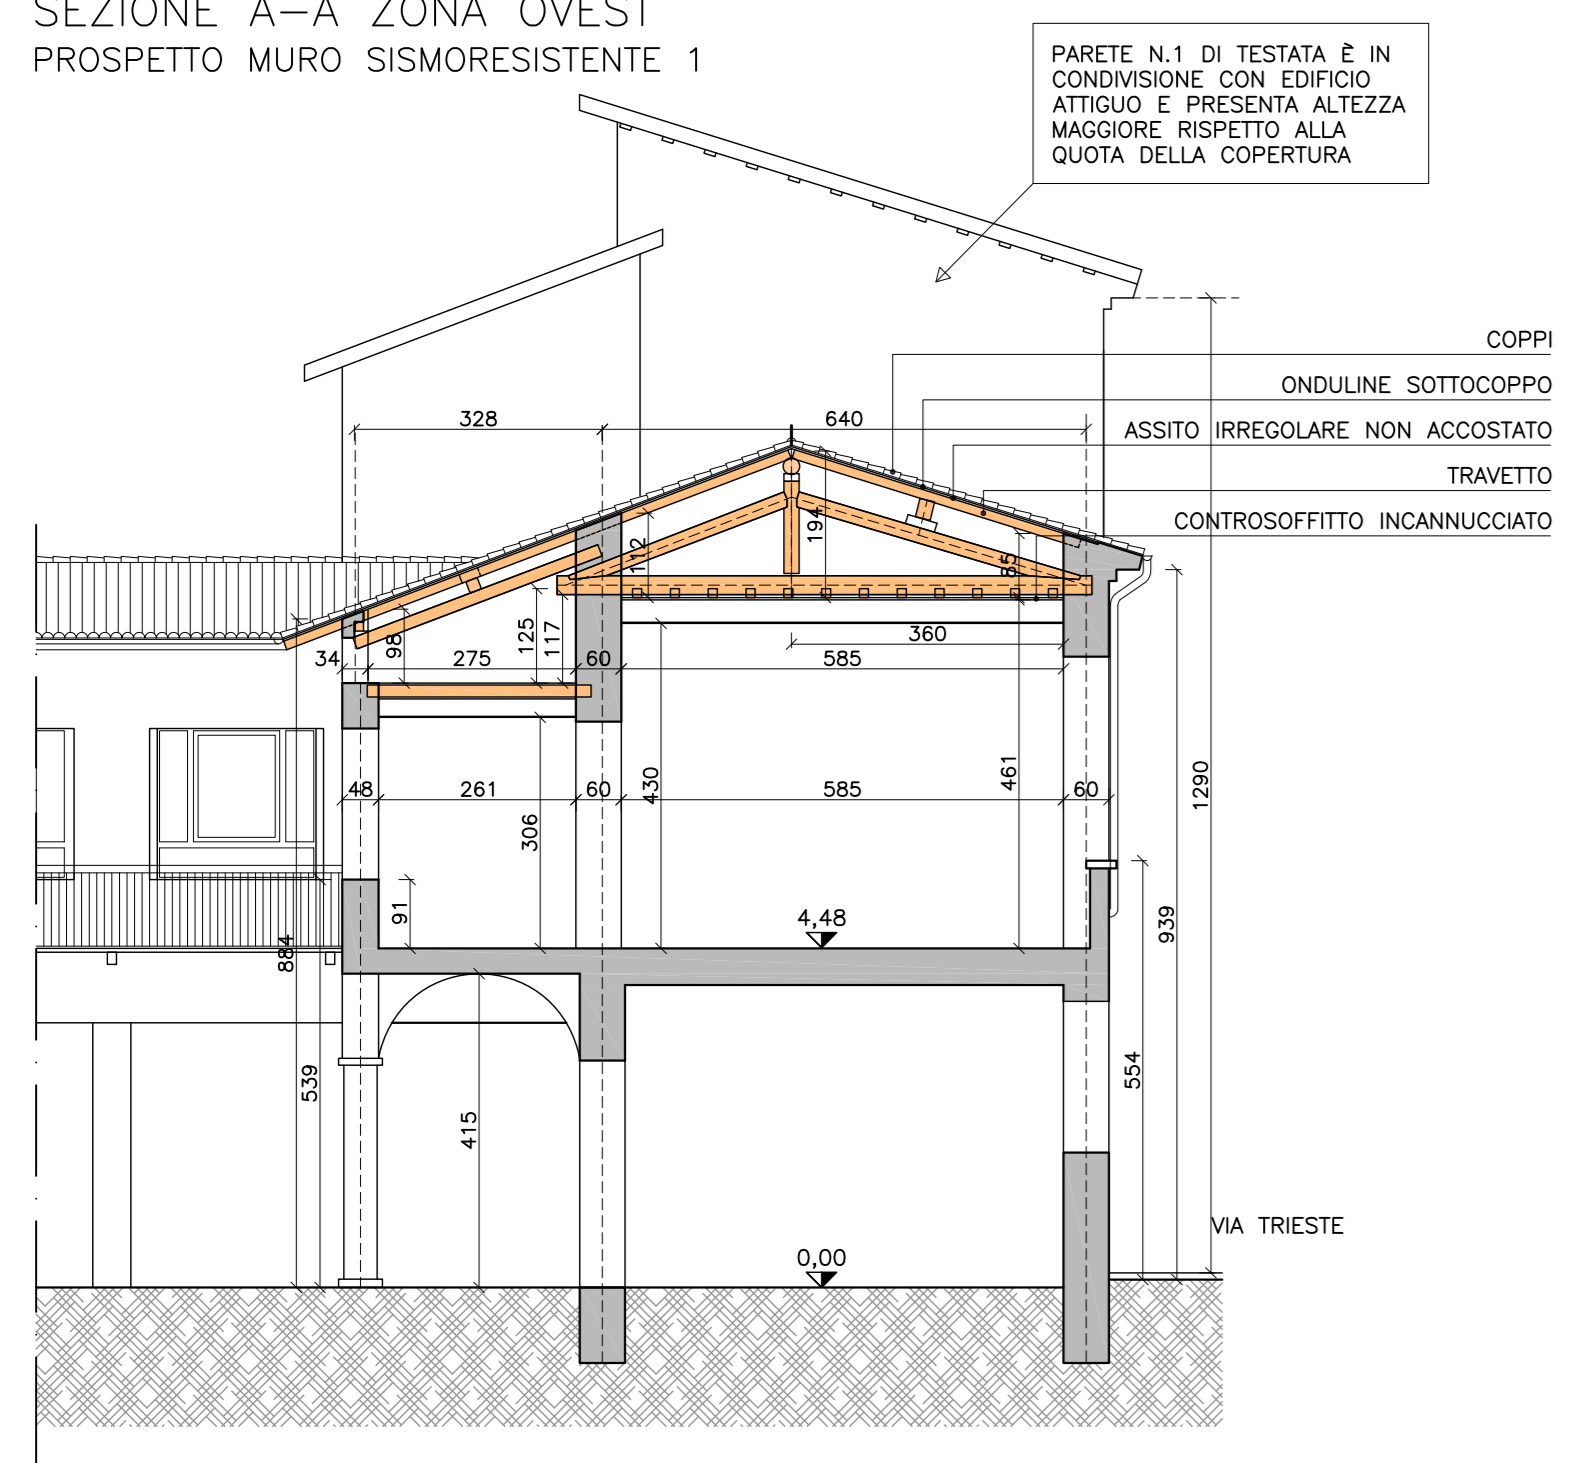 SEZIONE A-A ZONA OVEST
PROSPETTO MURO SISMORESISTENTE 1
PARETE N.1 DI TESTATA È IN
CONDIVISIONE CON EDIFICIO
ATTIGUO E PRESENTA ALTEZZA
MAGGIORE RISPETTO ALLA
QUOTA DELLA COPERTURA
COPPI
ONDULINE SOTTOCOPPO
ASSITO IRREGOLARE NON ACCOSTATO
TRAVETTO
CONTROSOFFITTO INCANNUCCIATO
328
640
194
112
85
98
125
117
360
34
275
60
585
48
261
60
585
60
430
461
306
1290
91
4,48
939
884
539
415
554
VIA TRIESTE
0,00